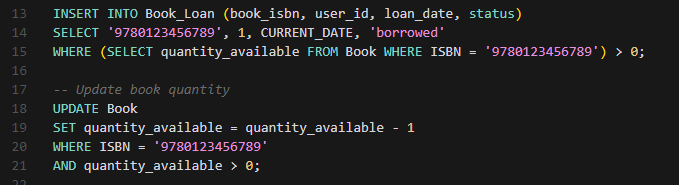 13 INSERT INTO Book_Loan (book_isbn, user_id, loan_date, status)
14 SELECT '9780123456789', 1, CURRENT_DATE, 'borrowed'
15 WHERE (SELECT quantity_available FROM Book WHERE ISBN = '9780123456789') > 0;
16
17 -- Update book quantity
18 UPDATE Book
19 SET quantity_available = quantity_available - 1
20 WHERE ISBN = '9780123456789'
21 AND quantity_available > 0;
22